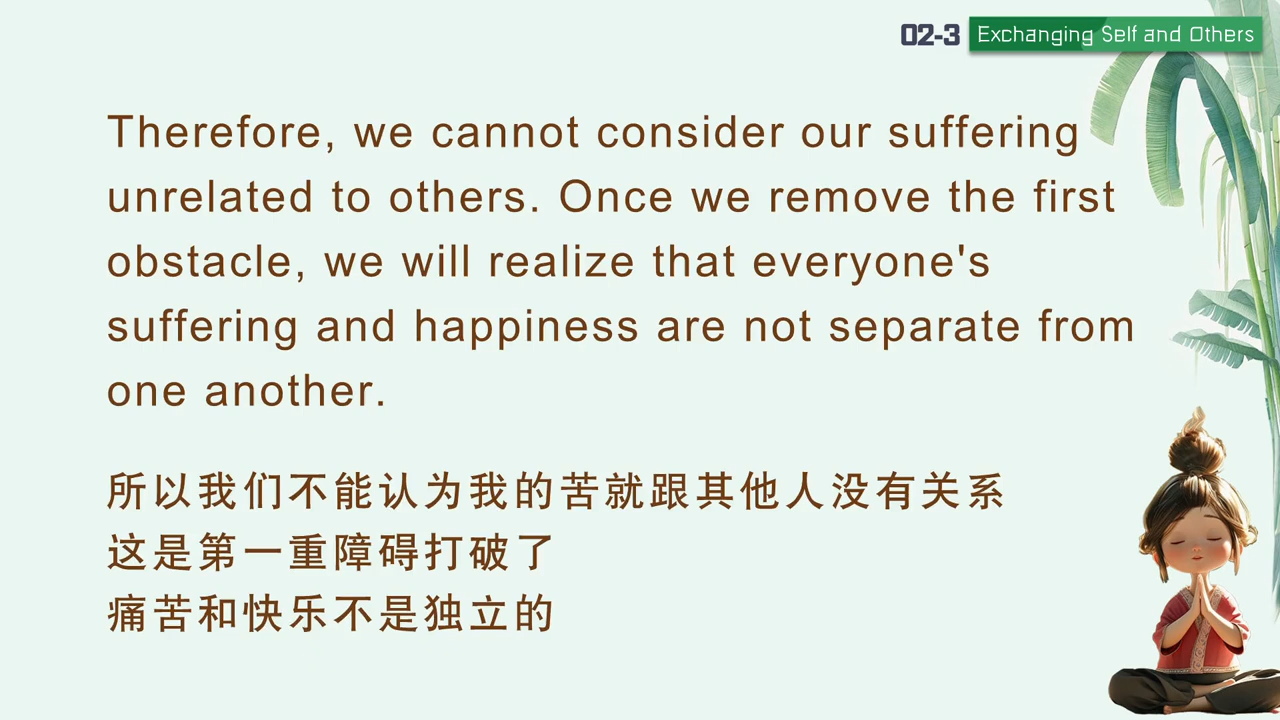 02-3 Exchanging Self and Others
Therefore, we cannot consider our suffering
unrelated to others. Once we remove the first
obstacle, we will realize that everyone's
suffering and happiness are not separate from
one another.
所以我们不能认为我的苦就跟其他人没有关系
这是第一重障碍打破了
痛苦和快乐不是独立的